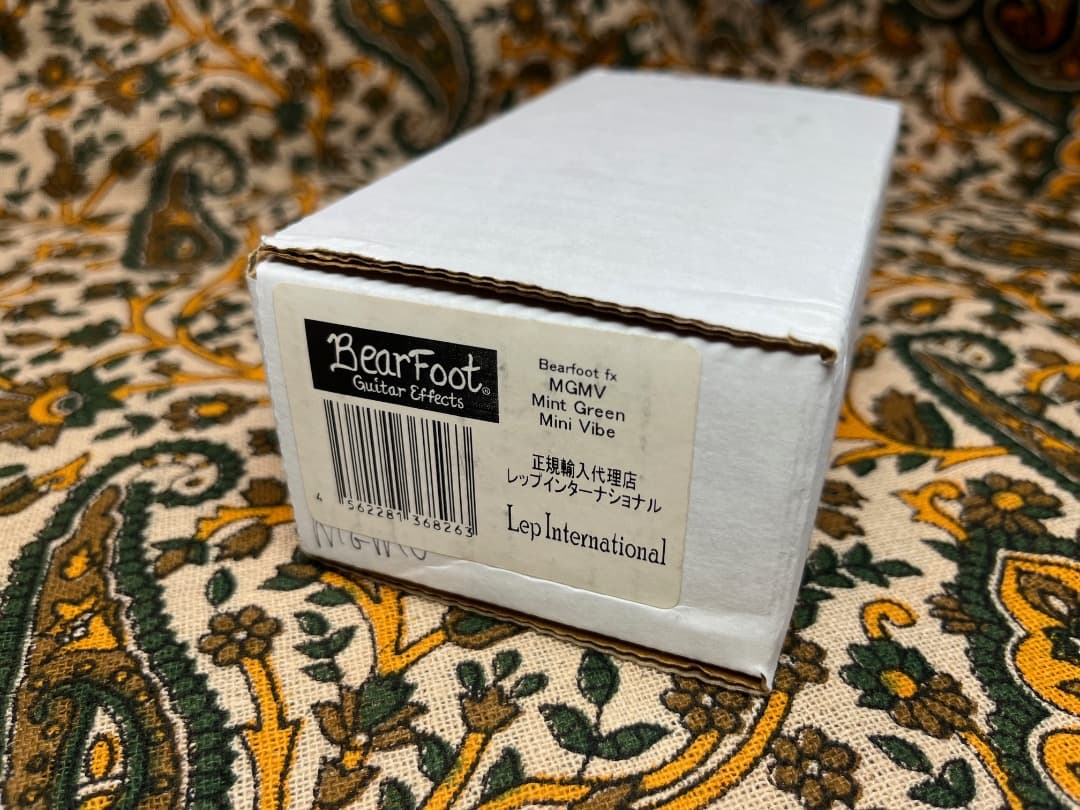 BearFoot®
Guitar Effects
4 562281 368263
Bearfoot fx
MGMV
Mint Green
Mini Vibe
正規輸入代理店
レップインターナショナル
Lep International